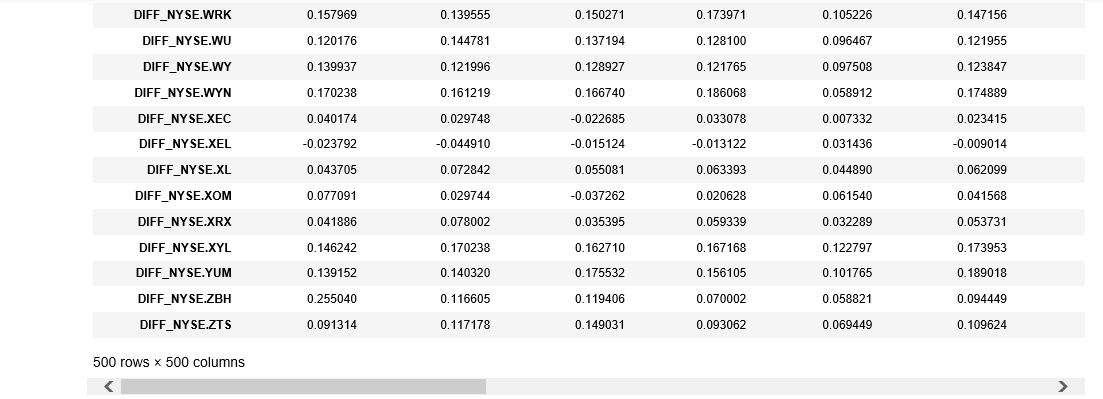 DIFF_NYSE.WRK 0.157969 0.139555 0.150271 0.173971 0.105226 0.147156
DIFF_NYSE.WU 0.120176 0.144781 0.137194 0.128100 0.096467 0.121955
DIFF_NYSE.WY 0.139937 0.121996 0.128927 0.121765 0.097508 0.123847
DIFF_NYSE.WYN 0.170238 0.161219 0.166740 0.186068 0.058912 0.174889
DIFF_NYSE.XEC 0.040174 0.029748 -0.022685 0.033078 0.007332 0.023415
DIFF_NYSE.XEL -0.023792 -0.044910 -0.015124 -0.013122 0.031436 -0.009014
DIFF_NYSE.XL 0.043705 0.072842 0.055081 0.063393 0.044890 0.062099
DIFF_NYSE.XOM 0.077091 0.029744 -0.037262 0.020628 0.061540 0.041568
DIFF_NYSE.XRX 0.041886 0.078002 0.035395 0.059339 0.032289 0.053731
DIFF_NYSE.XYL 0.146242 0.170238 0.162710 0.167168 0.122797 0.173953
DIFF_NYSE.YUM 0.139152 0.140320 0.175532 0.156105 0.101765 0.189018
DIFF_NYSE.ZBH 0.255040 0.116605 0.119406 0.070002 0.058821 0.094449
DIFF_NYSE.ZTS 0.091314 0.117178 0.149031 0.093062 0.069449 0.109624
500 rows × 500 columns